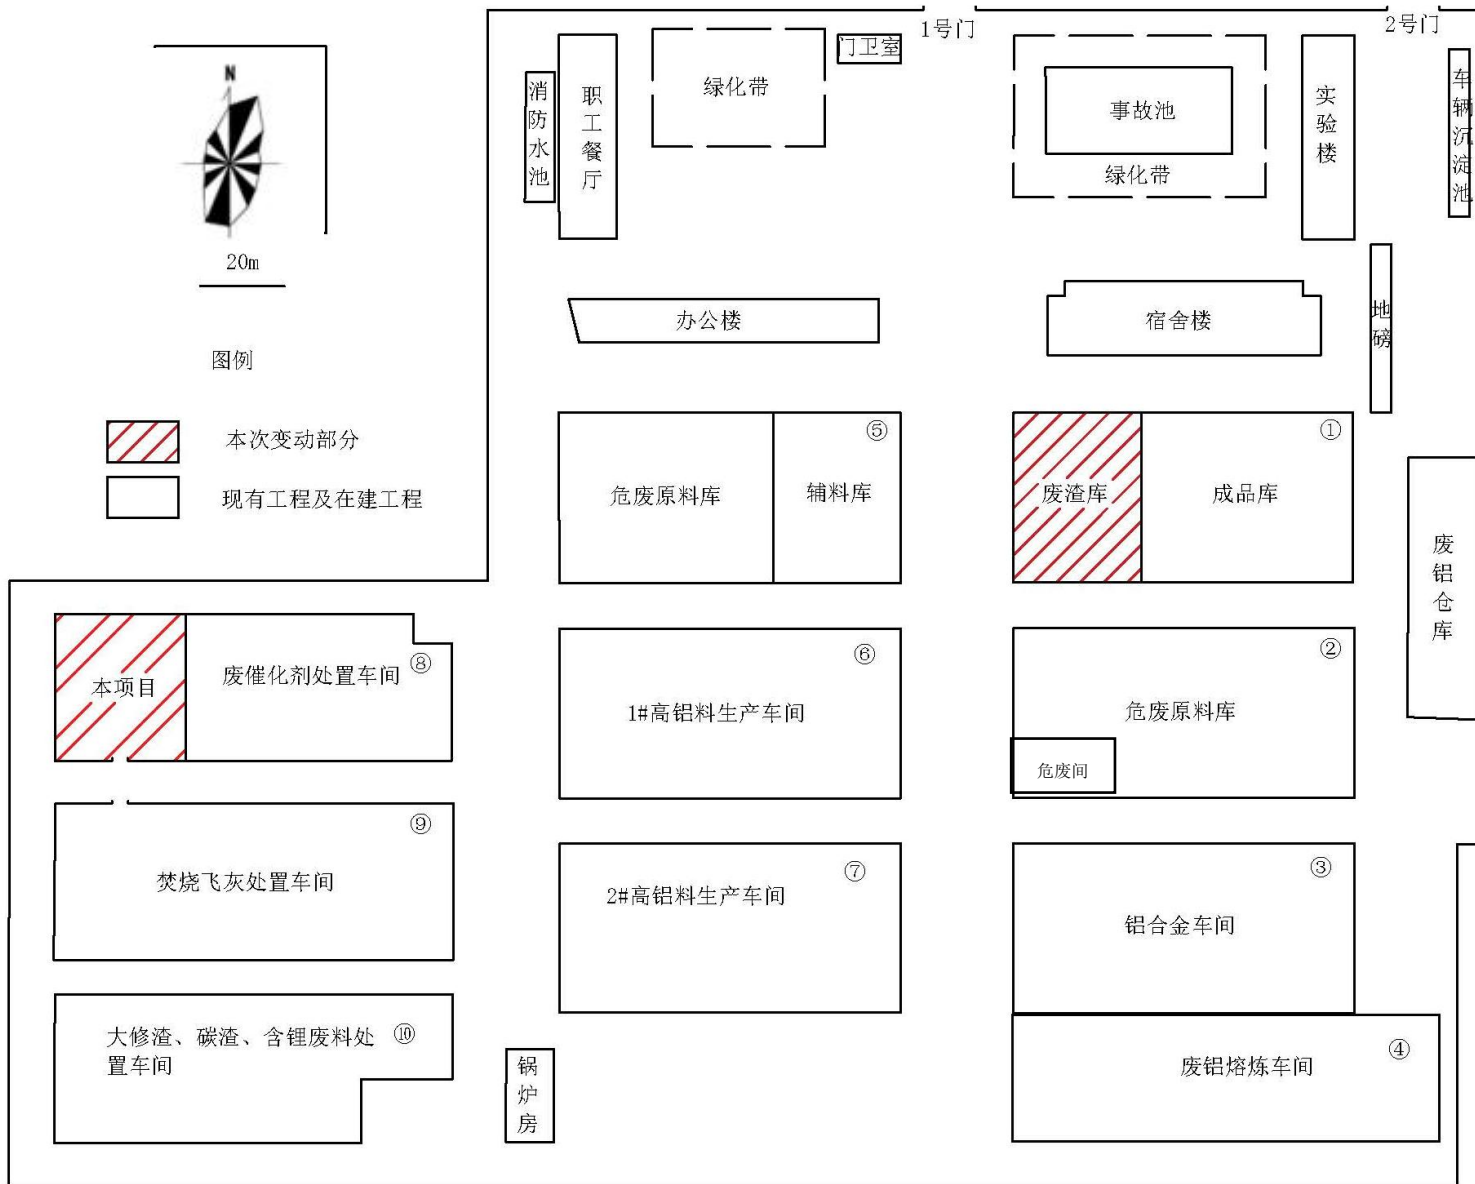 1号门
2号门
N
20m
图例
本次变动部分
现有工程及在建工程
消防水池
职工餐厅
绿化带
门卫室
事故池
绿化带
实验楼
车辆沉淀池
办公楼
宿舍楼
地磅
危废原料库
辅料库
⑤
废渣库
成品库
①
废铝仓库
本项目
废催化剂处置车间
⑧
1#高铝料生产车间
⑥
危废原料库
②
危废间
焚烧飞灰处置车间
⑨
2#高铝料生产车间
⑦
铝合金车间
③
大修渣、碳渣、含锂废料处
置车间
⑩
锅炉房
废铝熔炼车间
④